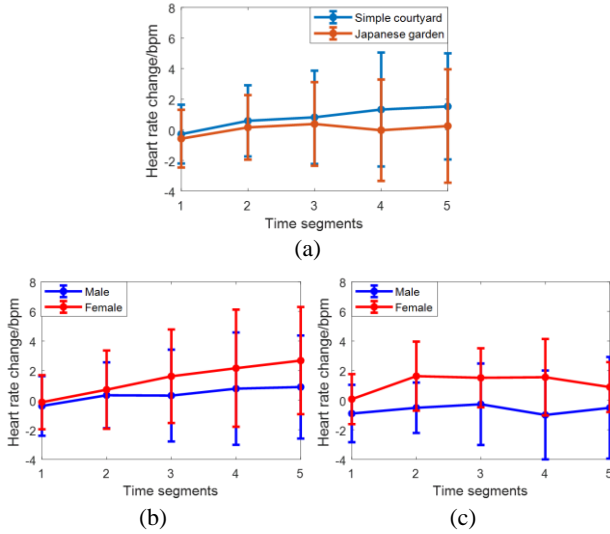 8
6
4
2
0
-2
-4
Heart rate change/bpm
Simple courtyard
Japanese garden
1 2 3 4 5
Time segments
(a)
8
6
4
2
0
-2
-4
Heart rate change/bpm
Male
Female
1 2 3 4 5
Time segments
(b)
8
6
4
2
0
-2
-4
Heart rate change/bpm
Male
Female
1 2 3 4 5
Time segments
(c)